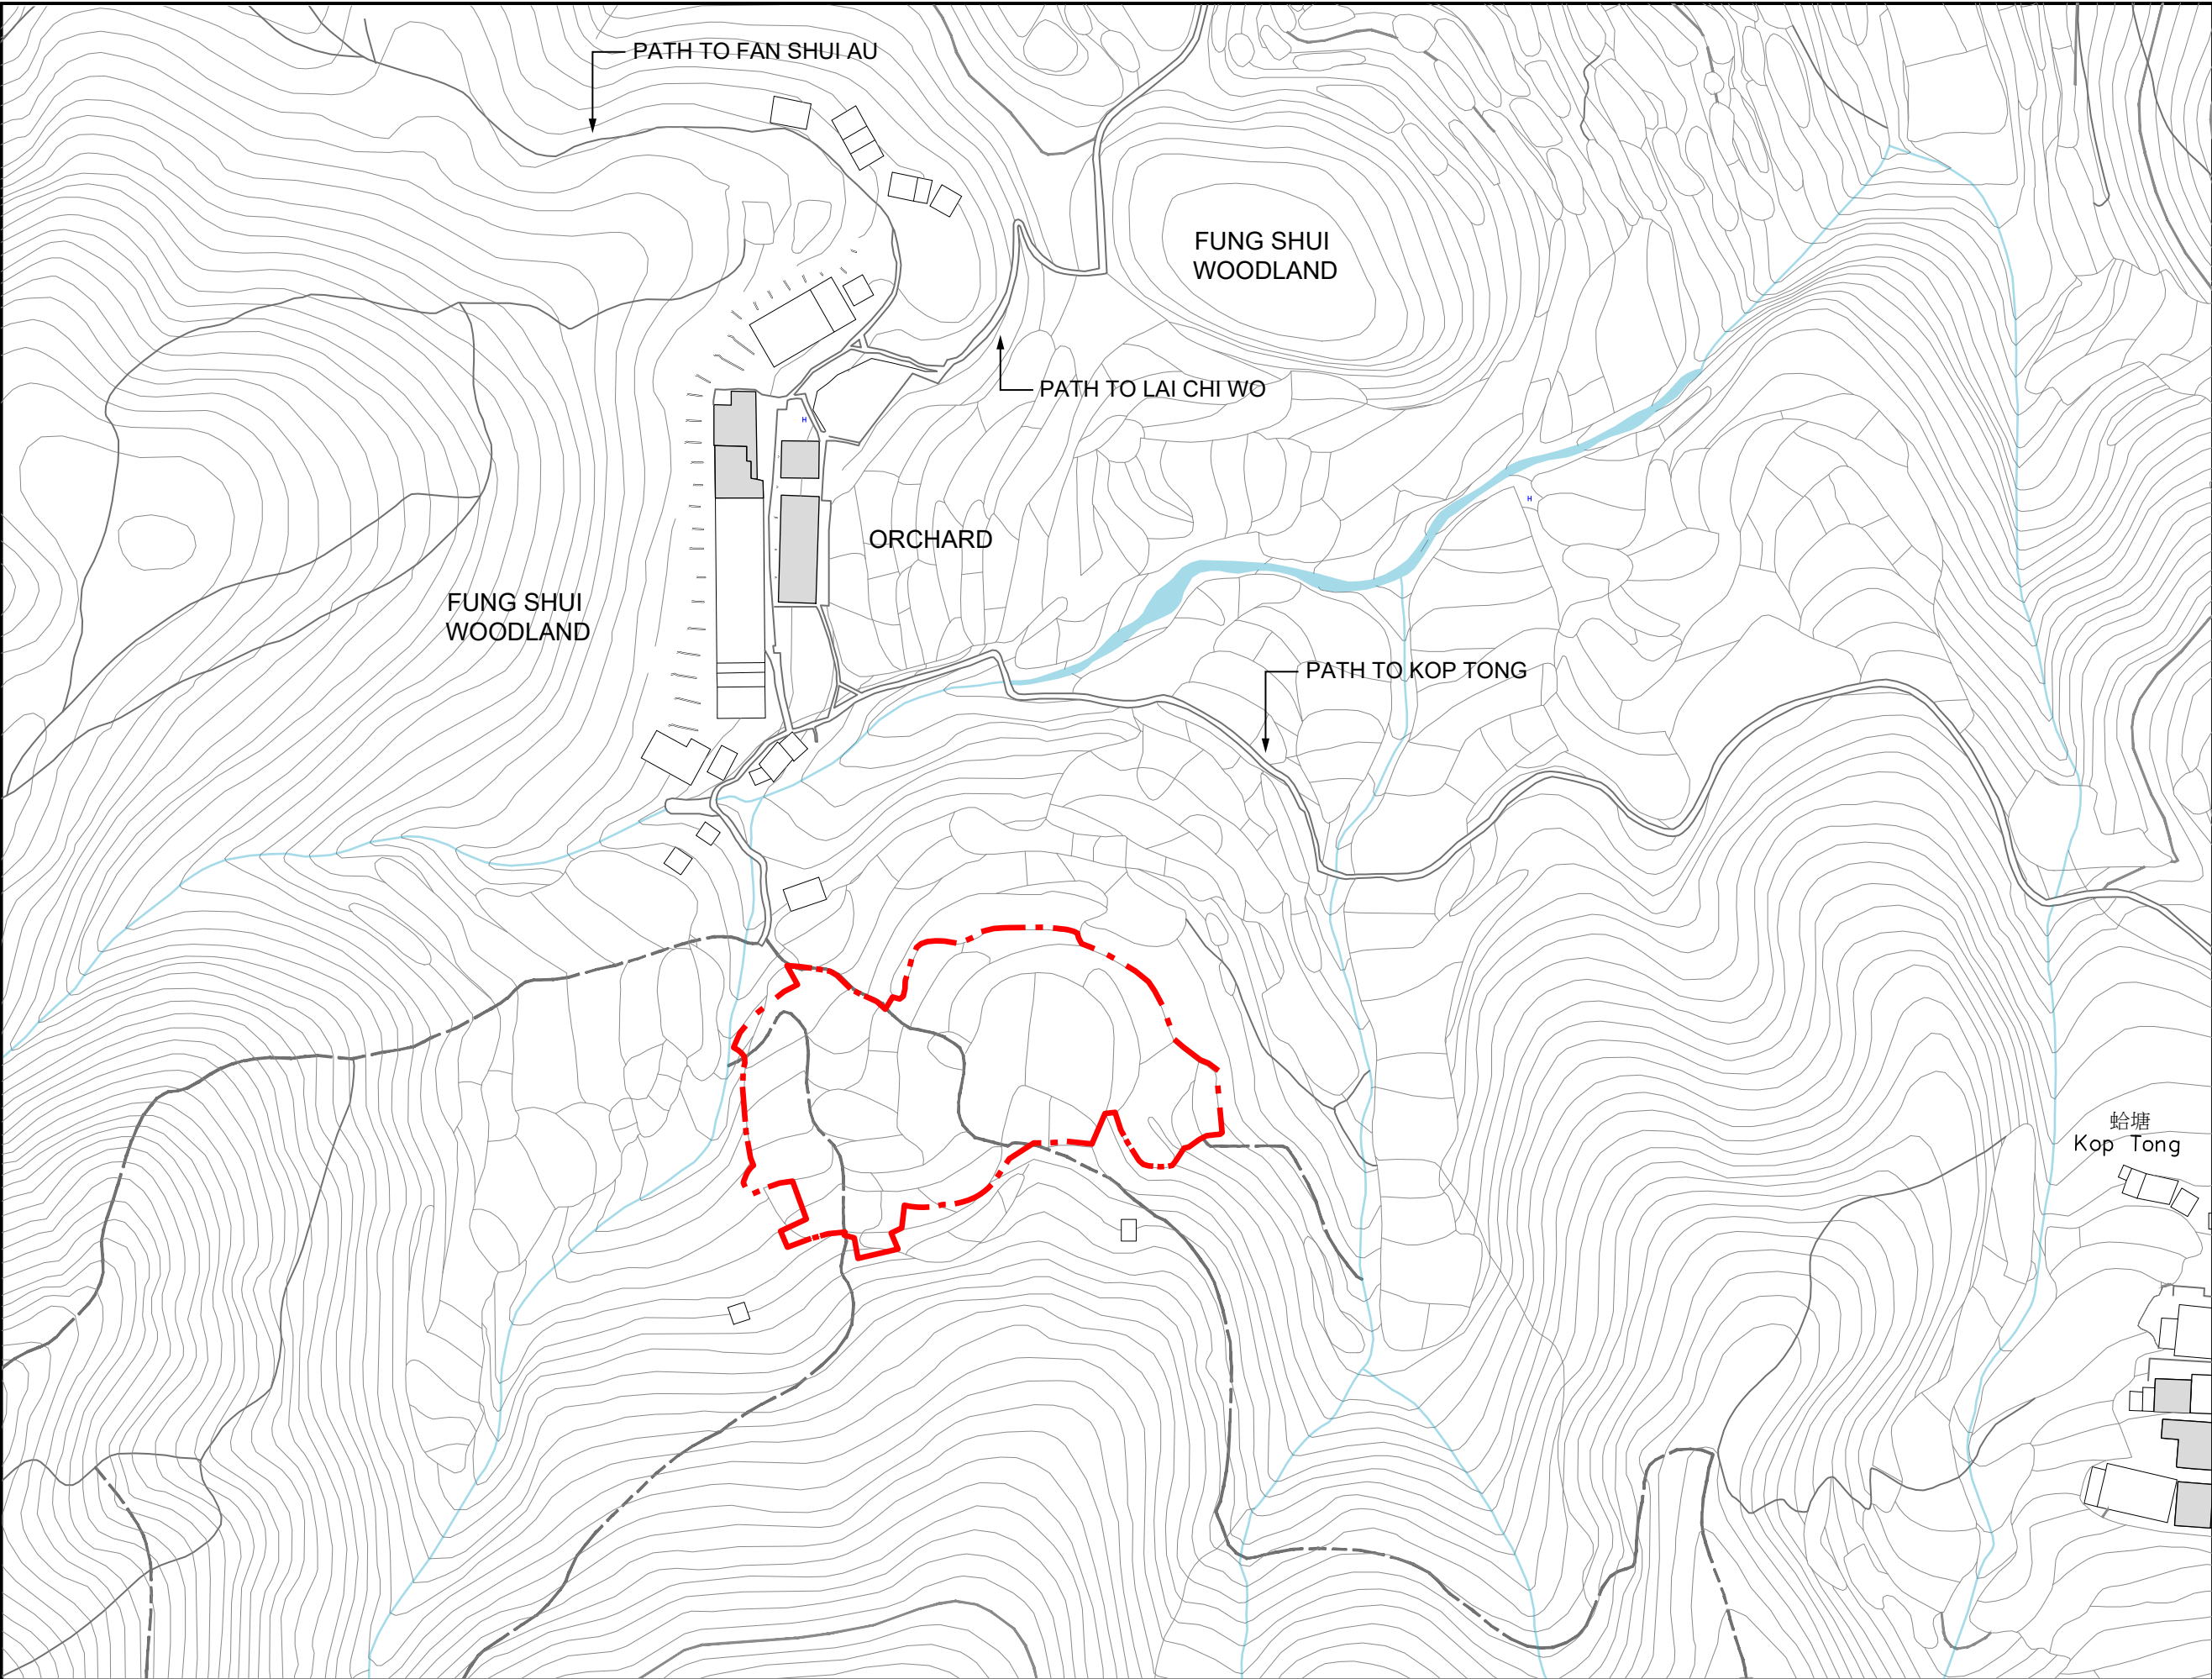 PATH TO FAN SHUI AU
FUNG SHUI
WOODLAND
PATH TO LAI CHI WO
H
H
ORCHARD
FUNG SHUI
WOODLAND
PATH TO KOP TONG
蛤塘
Kop Tong